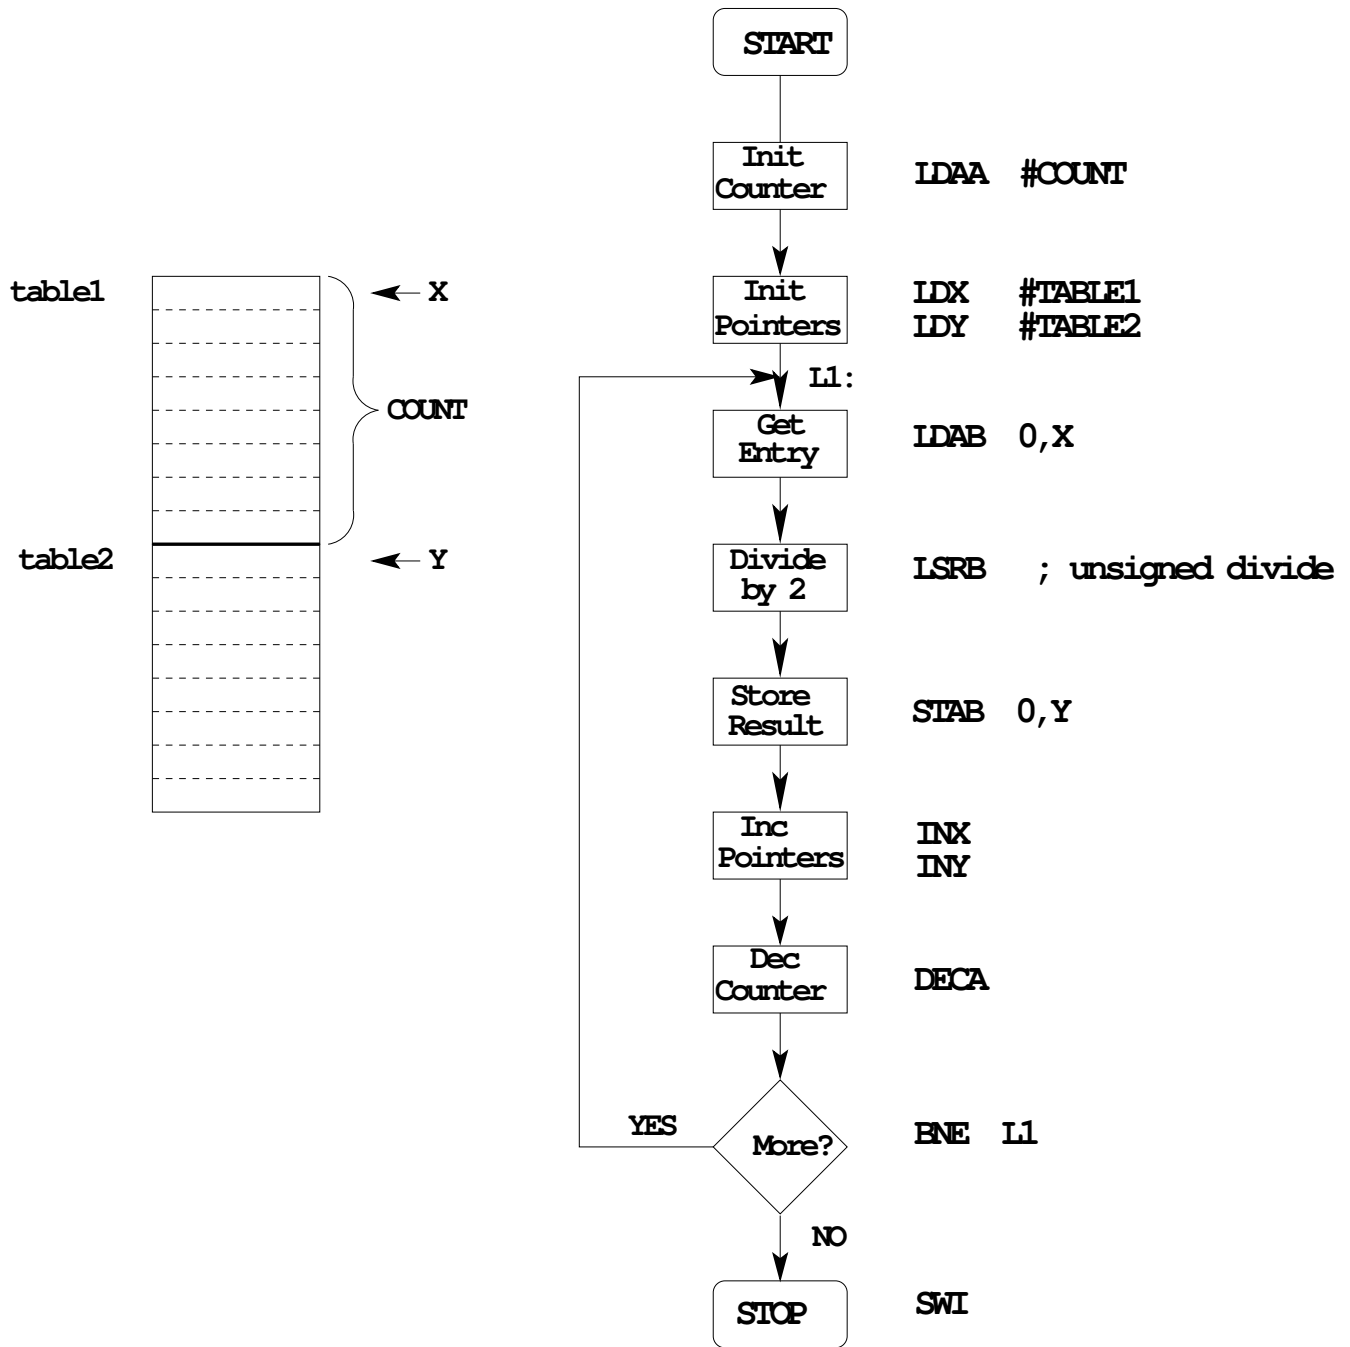 START
Init
Counter
LDAA #COUNT
table1
X
Init
Pointers
LDX #TABLE1
LDY #TABLE2
L1:
COUNT
Get
Entry
LDAB 0,X
table2
Y
Divide
by 2
LSRB ; unsigned divide
Store
Result
STAB 0,Y
Inc
Pointers
INX
INY
Dec
Counter
DECA
YES
More?
BNE L1
NO
STOP
SWI